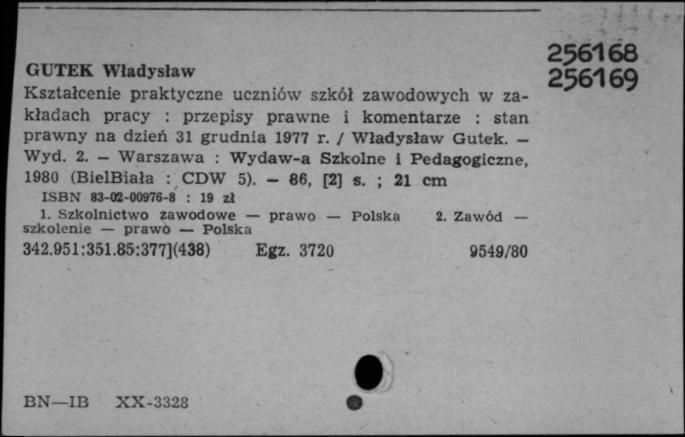 256168
256169
GUTEK Władysław
Kształcenie praktyczne uczniów szkół zawodowych w za-
kładach pracy : przepisy prawne i komentarze : stan
prawny na dzień 31 grudnia 1977 r. / Władysław Gutek. —
Wyd. 2. — Warszawa : Wydaw-a Szkolne i Pedagogiczne,
1980 (BielBiała : CDW 5). — 86, [2] s. ; 21 cm
ISBN 83-02-00976-8 : 19 zł
1. Szkolnictwo zawodowe — prawo — Polska 2. Zawód —
szkolenie — prawo — Polska
342.951:351.85:377](438) Egz. 3720 9549/80
BN—IB XX-3328